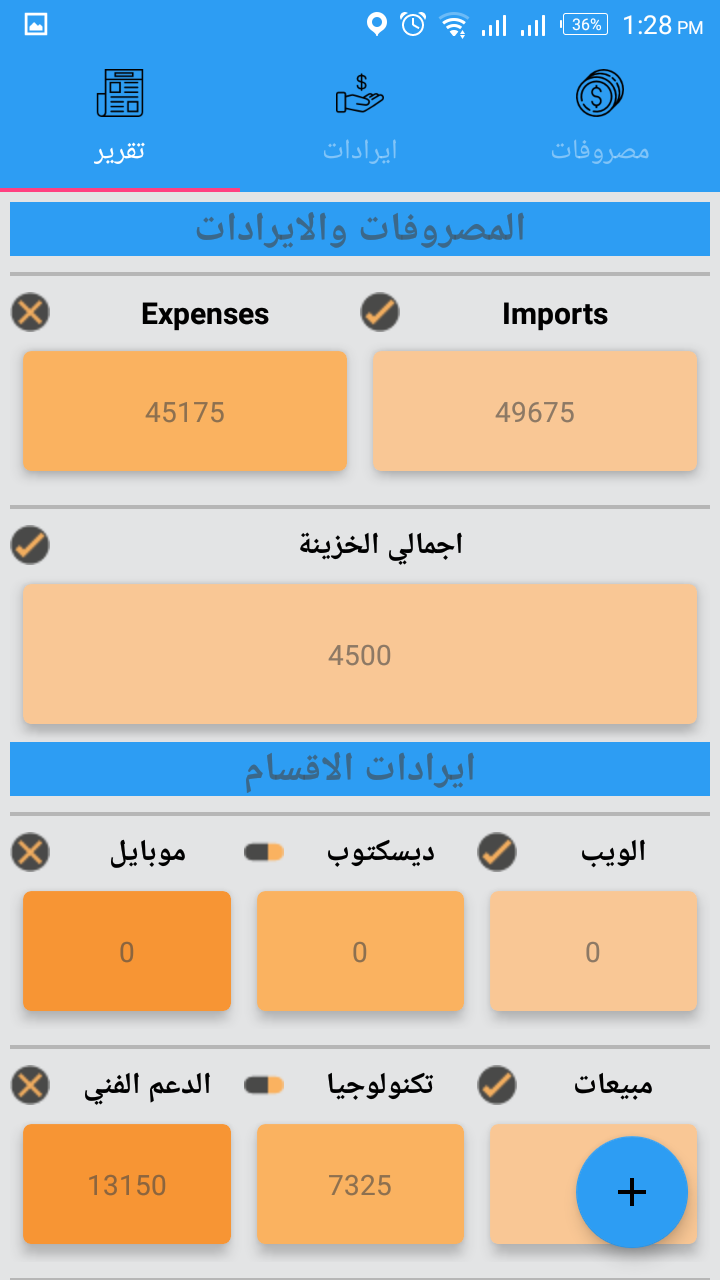 36% 1:28 PM
تقرير ايرادات مصروفات
المصروفات والايرادات
Expenses Imports
45175 49675
اجمالي الخزينة
4500
ايرادات الاقسام
موبايل ديسكتوب الويب
0 0 0
الدعم الفني تكنولوجيا مبيعات
13150 7325
+